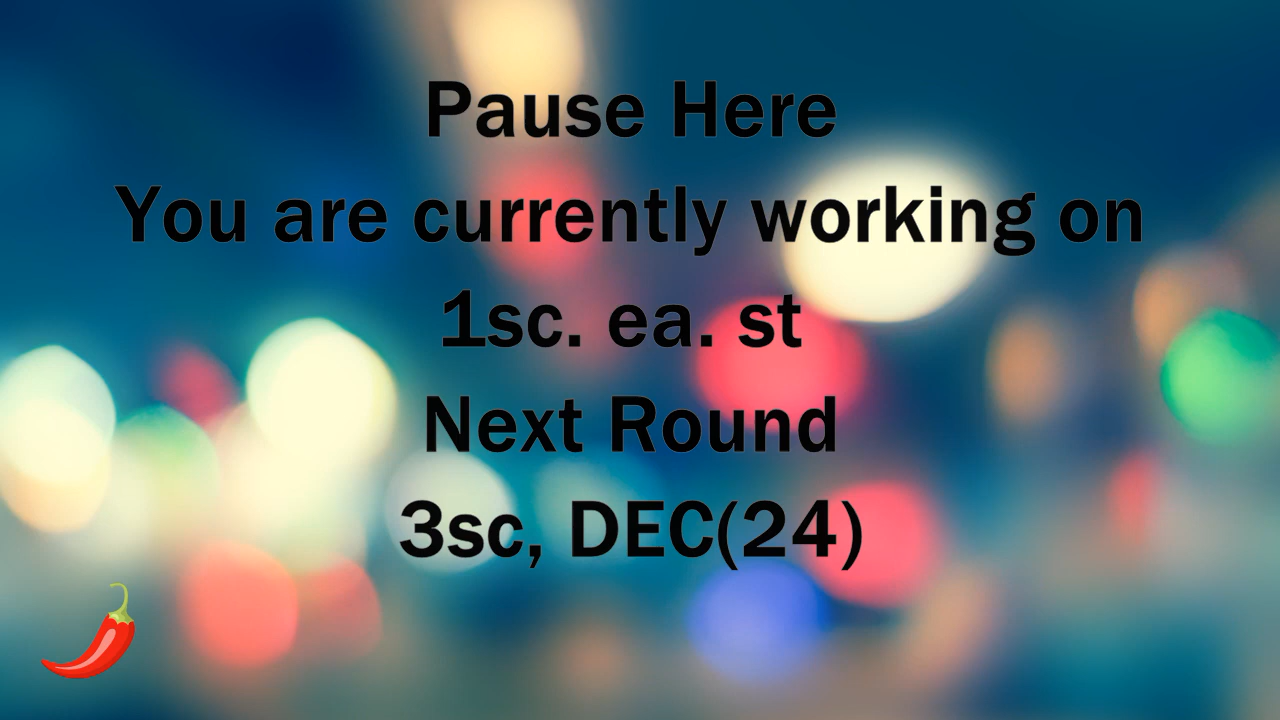 Pause Here
You are currently working on
1sc. ea. st
Next Round
3sc, DEC(24)